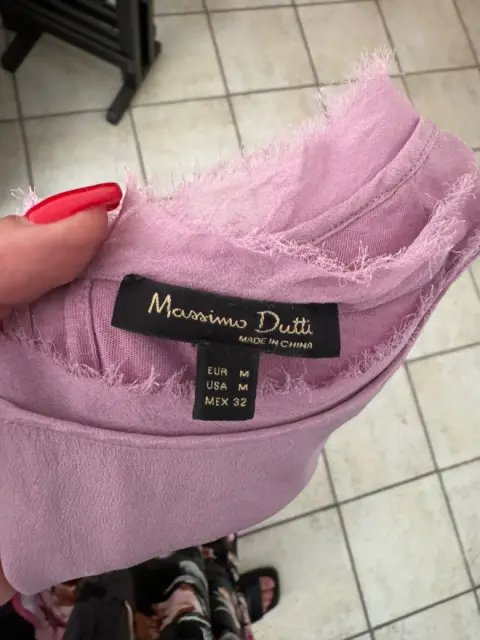 Massimo Dutti
MADE IN CHINA
EUR M
USA M
MEX 32